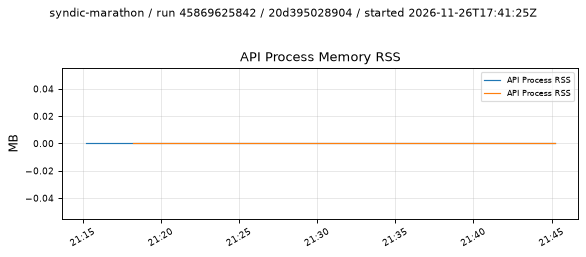 syndic-marathon / run 45869625842 / 20d395028904 / started 2026-11-26T17:41:25Z
API Process Memory RSS
API Process RSS
API Process RSS
MB
0.04
0.02
0.00
−0.02
−0.04
21:15
21:20
21:25
21:30
21:35
21:40
21:45